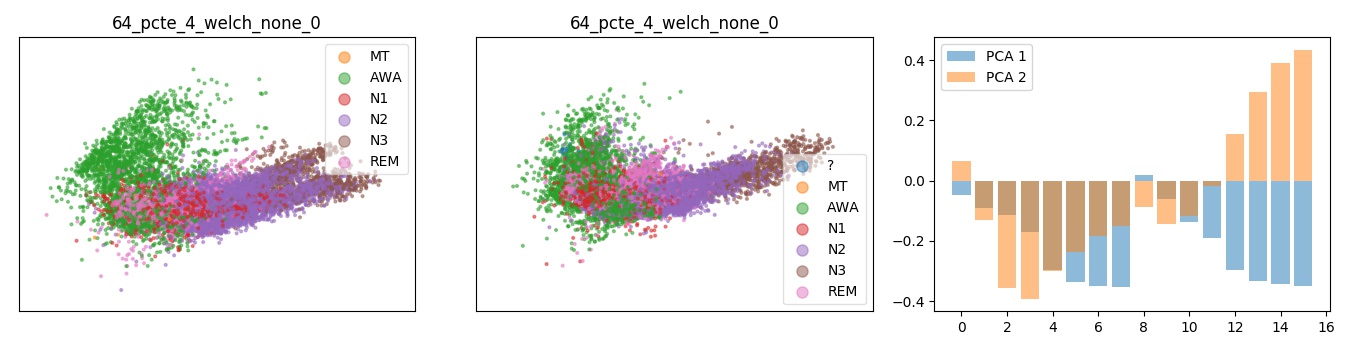 64_pcte_4_welch_none_0
MT
AWA
N1
N2
N3
REM
64_pcte_4_welch_none_0
?
MT
AWA
N1
N2
N3
REM
PCA 1
PCA 2
0.4
0.2
0.0
−0.2
−0.4
0 2 4 6 8 10 12 14 16